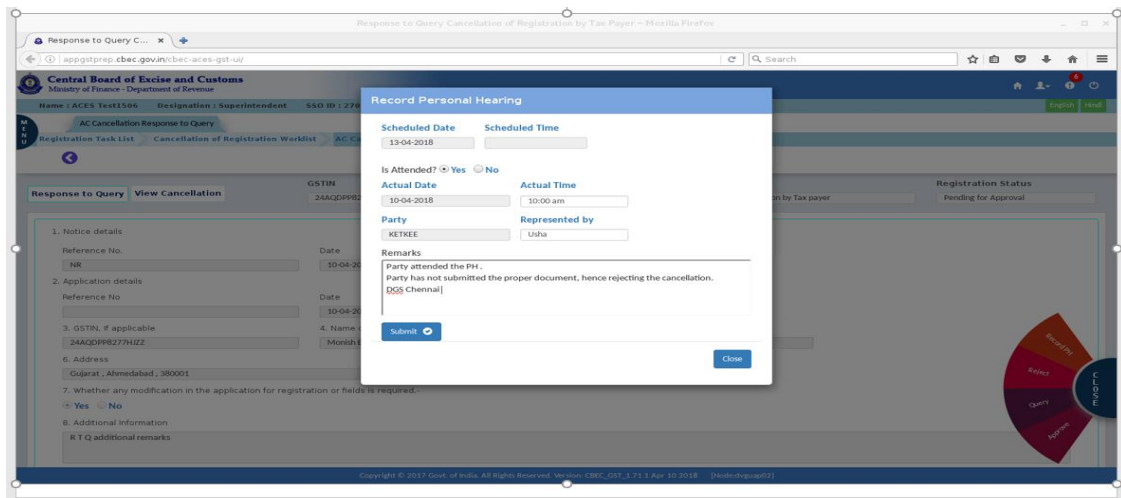 Response to Query Cancellation of Registration by Tax Payer - Mozilla Firefox
Response to Query C...
appgstprep.cbec.gov.in/cbec-aces-gst-ui/
Search
Central Board of Excise and Customs
Ministry of Finance - Department of Revenue
6
Name : ACES Test1506 Designation : Superintendent SSO ID : 270
English Hindi
MENU
AC Cancellation Response to Query
Registration Task List Cancellation of Registration Worklist AC Ca
Response to Query View Cancellation
GSTIN
24AQDPP82
on by Tax payer
Registration Status
Pending for Approval
1. Notice details
Reference No. Date
NR 10-04-20
2. Application details
Reference No Date
10-04-20
3. GSTIN, if applicable 4. Name o
24AQDPP8277HJZZ Monish B
6. Address
Gujarat , Ahmedabad , 380001
7. Whether any modification in the application for registration or fields is required.-
Yes No
8. Additional Information
R T Q additional remarks
Record Personal Hearing
Scheduled Date Scheduled Time
13-04-2018
Is Attended? Yes No
Actual Date Actual Time
10-04-2018 10:00 am
Party Represented by
KETKEE Usha
Remarks
Party attended the PH .
Party has not submitted the proper document, hence rejecting the cancellation.
DGS Chennai
Submit
Close
Record PH
Reject
Query
Approve
CLOSE
Copyright © 2017 Govt. of India. All Rights Reserved. Version: CBEC_GST_1.71.1 Apr 10 2018 [Node:dvgsap02]